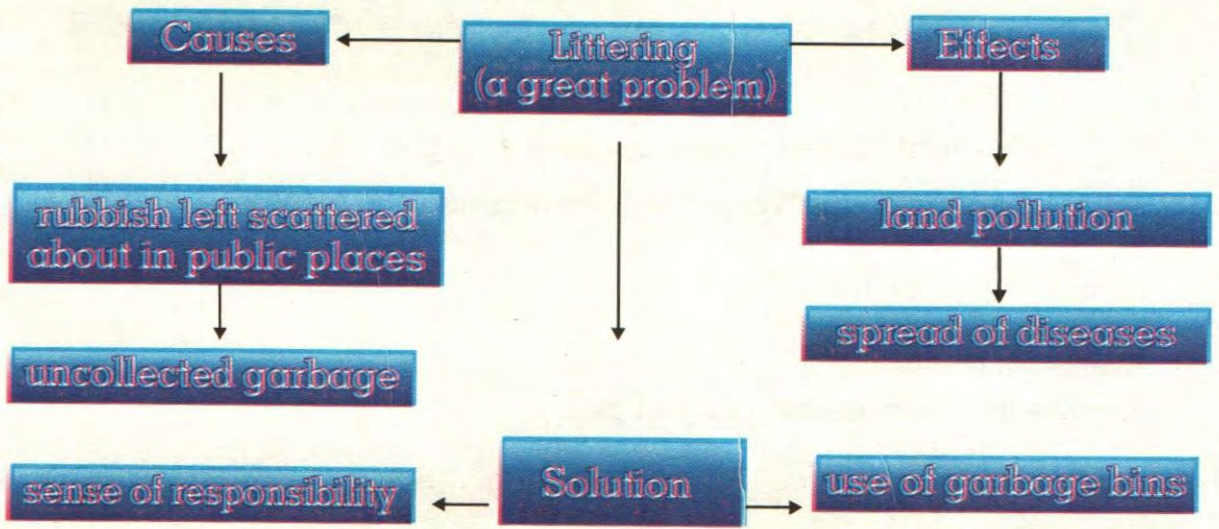 Causes
Littering
(a great problem)
Effects
rubbish left scattered
about in public places
land pollution
uncollected garbage
spread of diseases
sense of responsibility
Solution
use of garbage bins